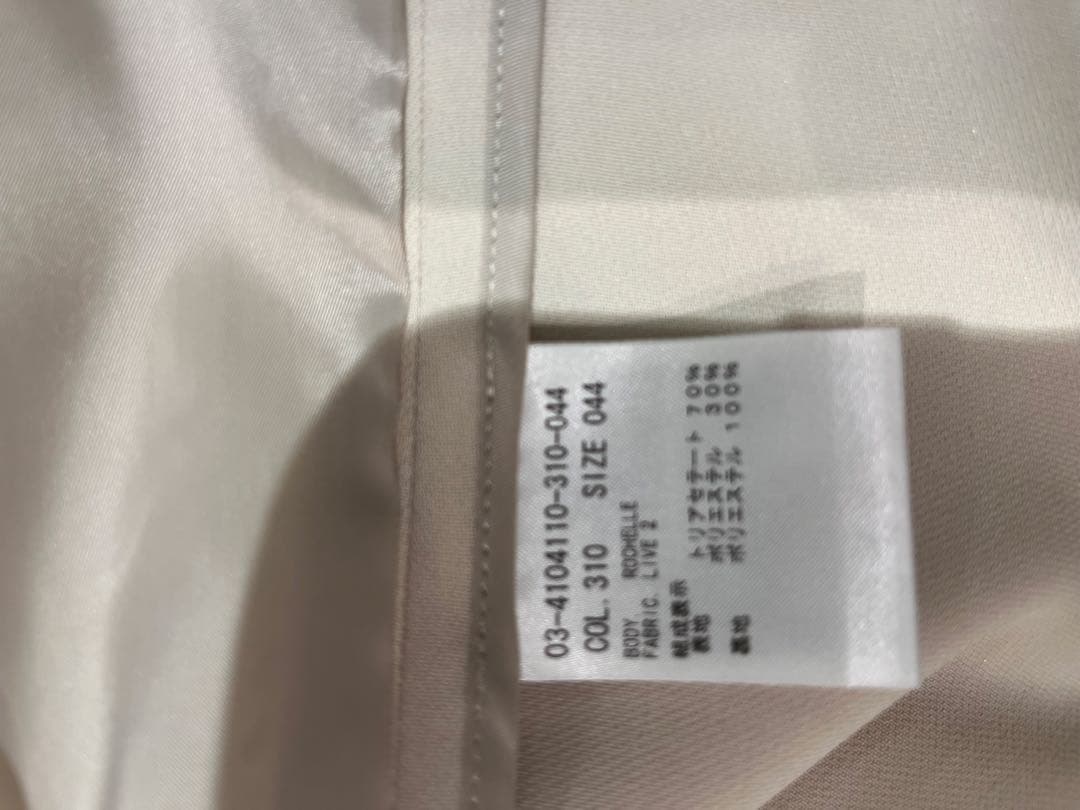 03-4104110-310-044
COL. 310 SIZE 044
BODY. ROCHELLE
FABRIC. LIVE 2
組成表示
表地 トリアセテート 70%
ポリエステル 30%
裏地 ポリエステル 100%